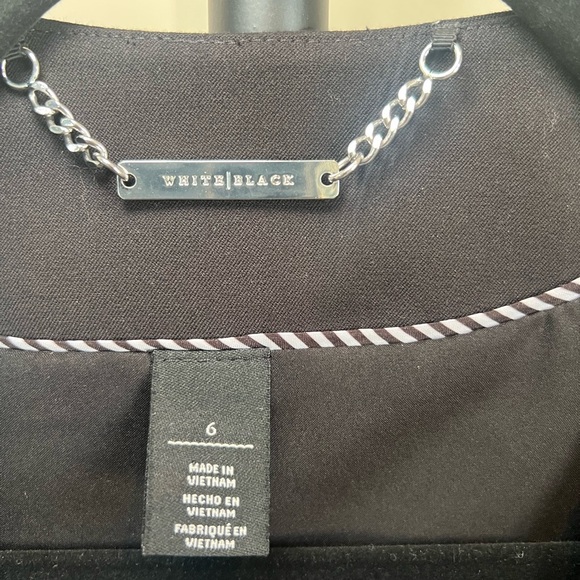 WHITE|BLACK
6
MADE IN
VIETNAM
HECHO EN
VIETNAM
FABRIQUÉ EN
VIETNAM